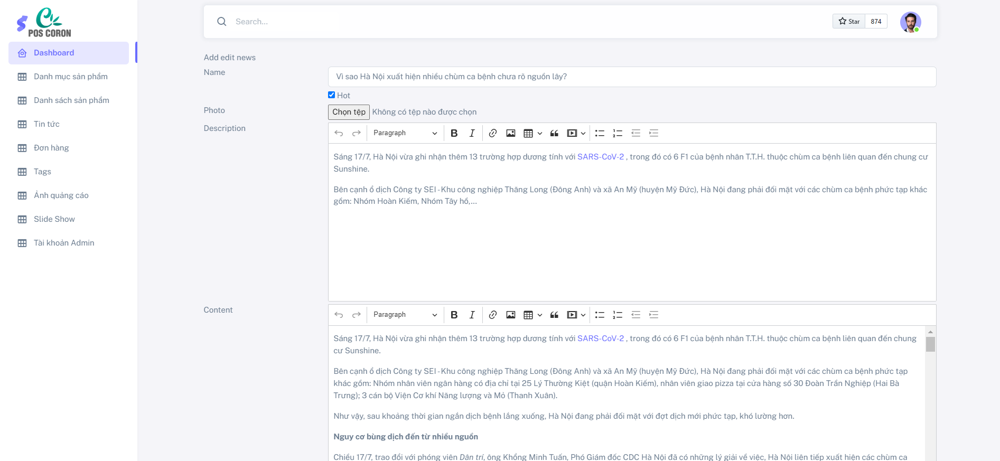 POS CORON
Dashboard
Danh mục sản phẩm
Danh sách sản phẩm
Tin tức
Đơn hàng
Tags
Ảnh quảng cáo
Slide Show
Tài khoản Admin
Search...
Star 874
Add edit news
Name
Vì sao Hà Nội xuất hiện nhiều chùm ca bệnh chưa rõ nguồn lây?
Hot
Photo
Chọn tệp Không có tệp nào được chọn
Description
Paragraph
Sáng 17/7, Hà Nội vừa ghi nhận thêm 13 trường hợp dương tính với SARS-CoV-2 , trong đó có 6 F1 của bệnh nhân T.T.H. thuộc chùm ca bệnh liên quan đến chung cư
Sunshine.
Bên cạnh ổ dịch Công ty SEI - Khu công nghiệp Thăng Long (Đông Anh) và xã An Mỹ (huyện Mỹ Đức), Hà Nội đang phải đối mặt với các chùm ca bệnh phức tạp khác
gồm: Nhóm Hoàn Kiếm, Nhóm Tây hồ,...
Content
Paragraph
Sáng 17/7, Hà Nội vừa ghi nhận thêm 13 trường hợp dương tính với SARS-CoV-2 , trong đó có 6 F1 của bệnh nhân T.T.H. thuộc chùm ca bệnh liên quan đến chung
cư Sunshine.
Bên cạnh ổ dịch Công ty SEI - Khu công nghiệp Thăng Long (Đông Anh) và xã An Mỹ (huyện Mỹ Đức), Hà Nội đang phải đối mặt với các chùm ca bệnh phức tạp
khác gồm: Nhóm nhân viên ngân hàng có địa chỉ tại 25 Lý Thường Kiệt (quận Hoàn Kiếm), nhân viên giao pizza tại cửa hàng số 30 Đoàn Trần Nghiệp (Hai Bà
Trưng); 3 cán bộ Viện Cơ khí Năng lượng và Mỏ (Thanh Xuân).
Như vậy, sau khoảng thời gian ngắn dịch bệnh lắng xuống, Hà Nội đang phải đối mặt với đợt dịch mới phức tạp, khó lường hơn.
Nguy cơ bùng dịch đến từ nhiều nguồn
Chiều 17/7, trao đổi với phóng viên Dân trí, ông Khổng Minh Tuấn, Phó Giám đốc CDC Hà Nội đã có những lý giải về việc, Hà Nội liên tiếp xuất hiện các chùm ca